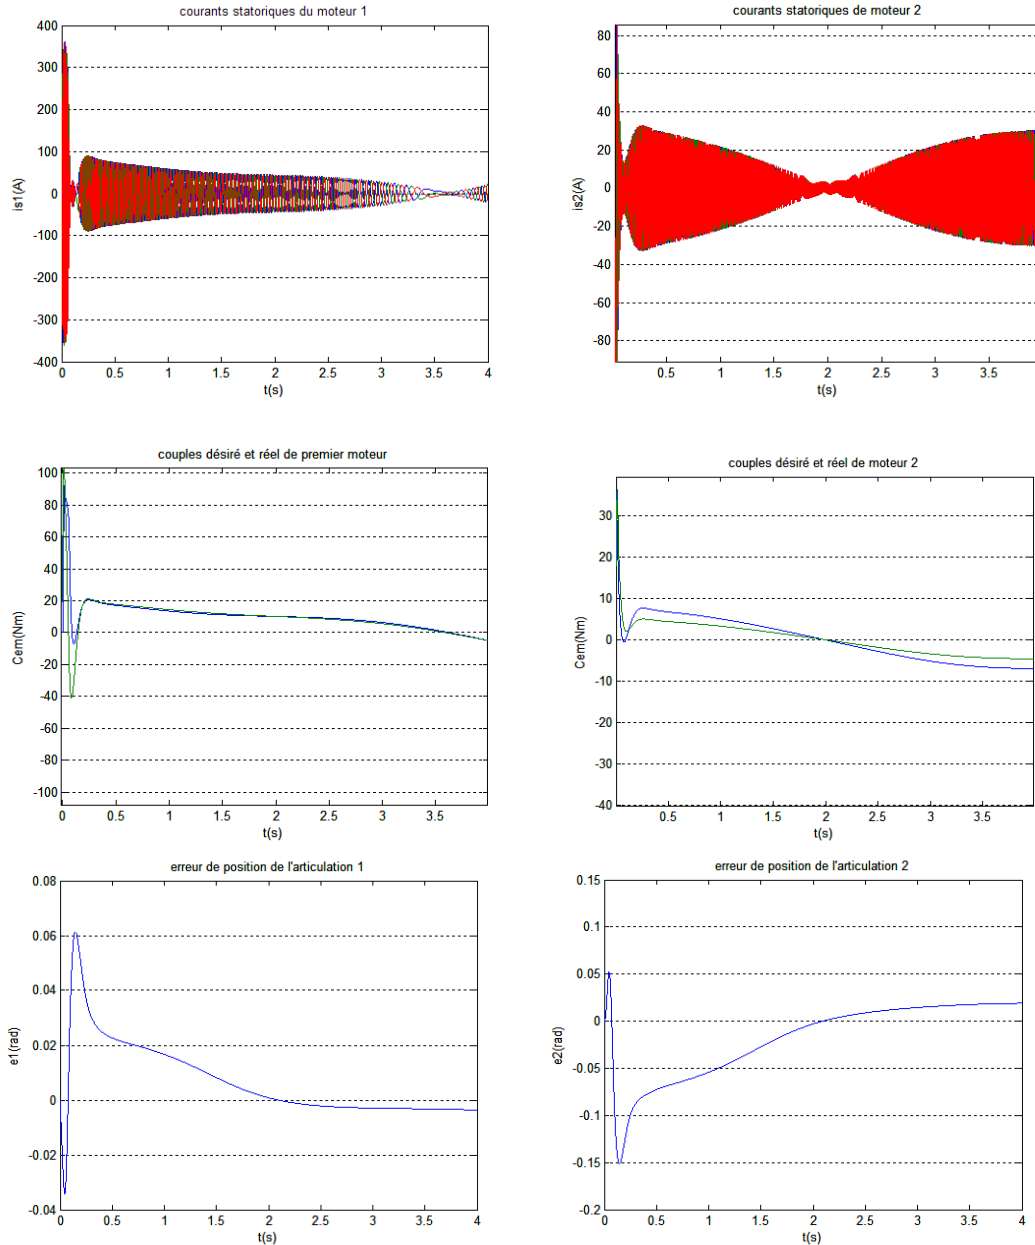 courants statoriques du moteur 1
400
300
200
100
0
-100
-200
-300
-400
is1(A)
0 0.5 1 1.5 2 2.5 3 3.5 4
t(s)
courants statoriques de moteur 2
80
60
40
20
0
-20
-40
-60
-80
is2(A)
0.5 1 1.5 2 2.5 3 3.5
t(s)
couples désiré et réel de premier moteur
100
80
60
40
20
0
-20
-40
-60
-80
-100
Cem(Nm)
0 0.5 1 1.5 2 2.5 3 3.5
t(s)
couples désiré et réel de moteur 2
30
20
10
0
-10
-20
-30
-40
Cem(Nm)
0.5 1 1.5 2 2.5 3 3.5
t(s)
erreur de position de l'articulation 1
0.08
0.06
0.04
0.02
0
-0.02
-0.04
e1(rad)
0 0.5 1 1.5 2 2.5 3 3.5 4
t(s)
erreur de position de l'articulation 2
0.15
0.1
0.05
0
-0.05
-0.1
-0.15
-0.2
e2(rad)
0 0.5 1 1.5 2 2.5 3 3.5 4
t(s)